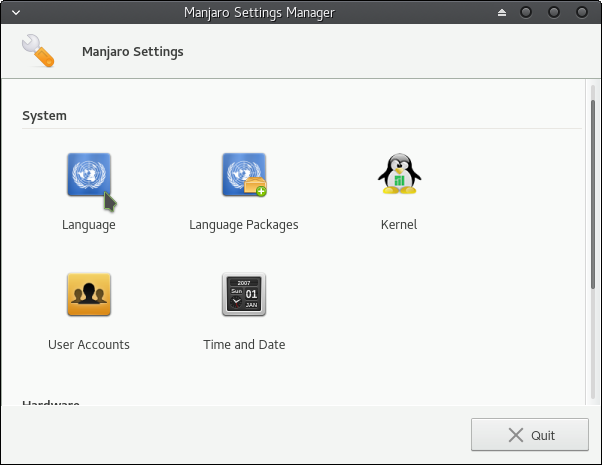 Manjaro Settings Manager
Manjaro Settings
System
Language
Language Packages
Kernel
User Accounts
2007
Sun
01
JAN
Time and Date
Hardware
Quit